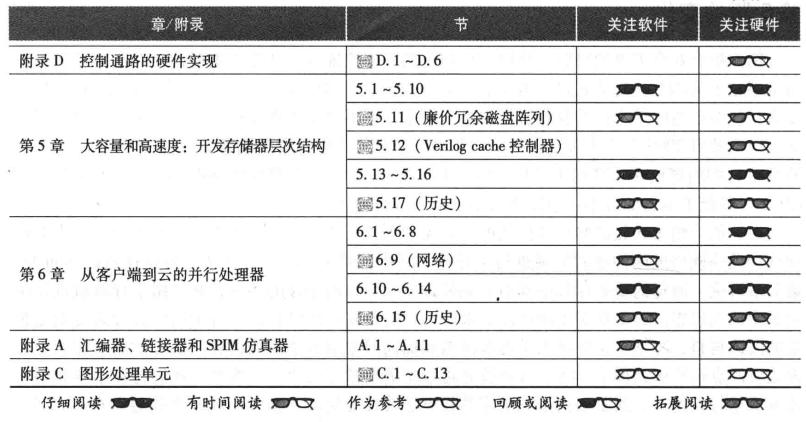 章/附录 节 关注软件 关注硬件
附录 D 控制通路的硬件实现 D.1~D.6
5.1~5.10
5.11（廉价冗余磁盘阵列）
第5章 大容量和高速度：开发存储器层次结构 5.12（Verilog cache 控制器）
5.13~5.16
5.17（历史）
6.1~6.8
第6章 从客户端到云的并行处理器 6.9（网络）
6.10~6.14
6.15（历史）
附录 A 汇编器、链接器和 SPIM 仿真器 A.1~A.11
附录 C 图形处理单元 C.1~C.13
仔细阅读 有时间阅读 作为参考 回顾或阅读 拓展阅读